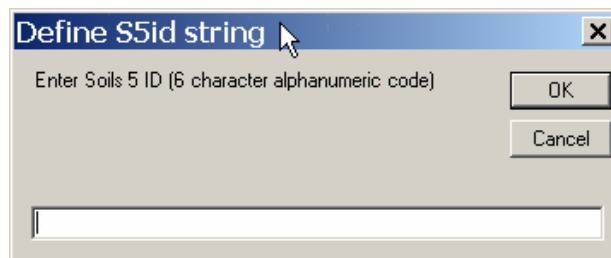 Define S5id string
Enter Soils 5 ID (6 character alphanumeric code)
OK
Cancel